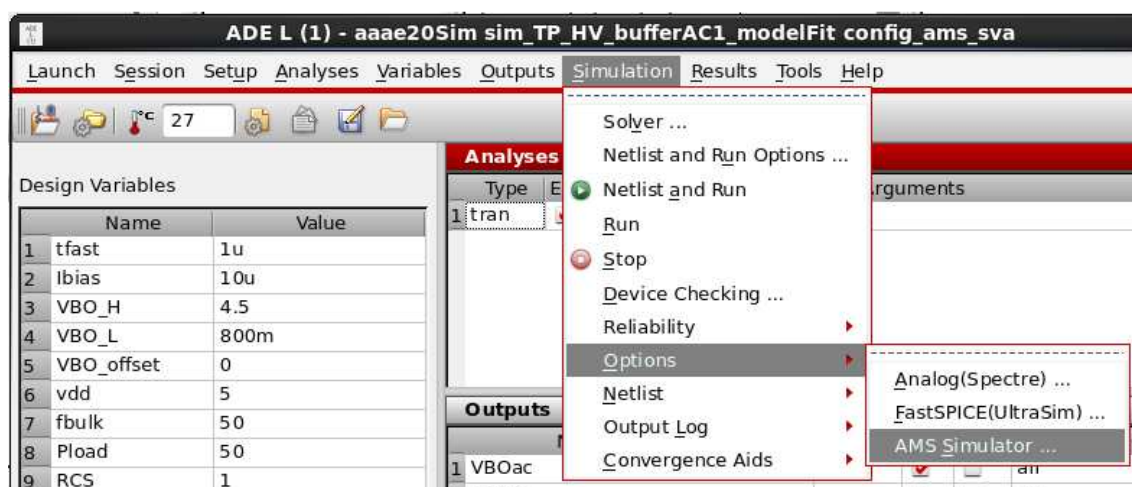 ADE L (1) - aaae20Sim sim_TP_HV_bufferAC1_modelFit config_ams_sva
Launch Session Setup Analyses Variables Outputs Simulation Results Tools Help
°C 27
Design Variables
Name Value
1 tfast 1u
2 Ibias 10u
3 VBO_H 4.5
4 VBO_L 800m
5 VBO_offset 0
6 vdd 5
7 fbulk 50
8 Pload 50
9 RCS 1
Analyses
Type E
1 tran
Outputs
1 VBOac
Solver ...
Netlist and Run Options ...
Netlist and Run
Run
Stop
Device Checking ...
Reliability
Options
Netlist
Output Log
Convergence Aids
Analog(Spectre) ...
FastSPICE(UltraSim) ...
AMS Simulator ...
rguments
all